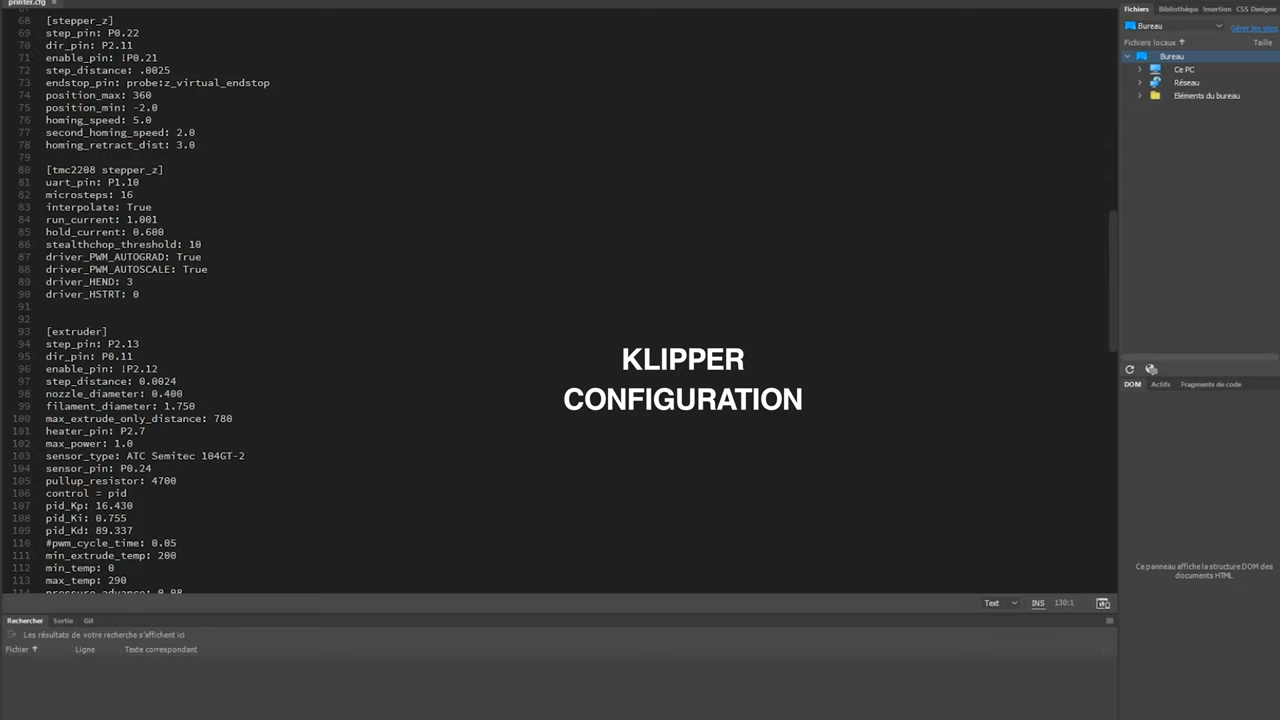 printer.cfg
68 [stepper_z]
69 step_pin: P0.22
70 dir_pin: P2.11
71 enable_pin: !P0.21
72 step_distance: .0025
73 endstop_pin: probe:z_virtual_endstop
74 position_max: 360
75 position_min: -2.0
76 homing_speed: 5.0
77 second_homing_speed: 2.0
78 homing_retract_dist: 3.0
79
80 [tmc2208 stepper_z]
81 uart_pin: P1.10
82 microsteps: 16
83 interpolate: True
84 run_current: 1.001
85 hold_current: 0.600
86 stealthchop_threshold: 10
87 driver_PWM_AUTOGRAD: True
88 driver_PWM_AUTOSCALE: True
89 driver_HEND: 3
90 driver_HSTRT: 0
91
92
93 [extruder]
94 step_pin: P2.13
95 dir_pin: P0.11
96 enable_pin: !P2.12
97 step_distance: 0.0024
98 nozzle_diameter: 0.400
99 filament_diameter: 1.750
100 max_extrude_only_distance: 780
101 heater_pin: P2.7
102 max_power: 1.0
103 sensor_type: ATC Semitec 104GT-2
104 sensor_pin: P0.24
105 pullup_resistor: 4700
106 control = pid
107 pid_Kp: 16.430
108 pid_Ki: 0.755
109 pid_Kd: 89.337
110 #pwm_cycle_time: 0.05
111 min_extrude_temp: 200
112 min_temp: 0
113 max_temp: 290
114 pressure_advance: 0.08
KLIPPER
CONFIGURATION
Text INS 130:1
Rechercher Sortie Git
Les résultats de votre recherche s'affichent ici
Fichier Ligne Texte correspondant
Fichiers Bibliothèqu Insertion CSS Designe
Bureau Gérer les sites
Fichiers locaux Taille
Bureau
Ce PC
Réseau
Eléments du bureau
DOM Actifs Fragments de code
Ce panneau affiche la structure DOM des
documents HTML